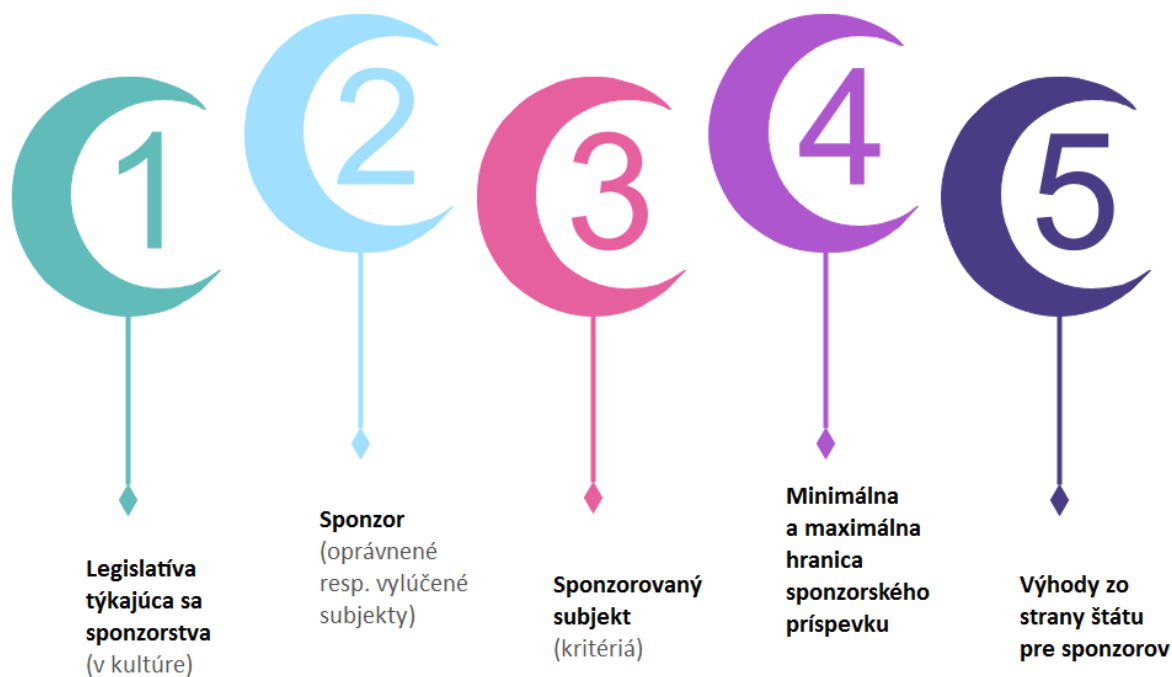 1
Legislatíva
týkajúca sa
sponzorstva
(v kultúre)
2
Sponzor
(oprávnené
resp. vylúčené
subjekty)
3
Sponzorovaný
subjekt
(kritériá)
4
Minimálna
a maximálna
hranica
sponzorského
príspevku
5
Výhody zo
strany štátu
pre sponzorov